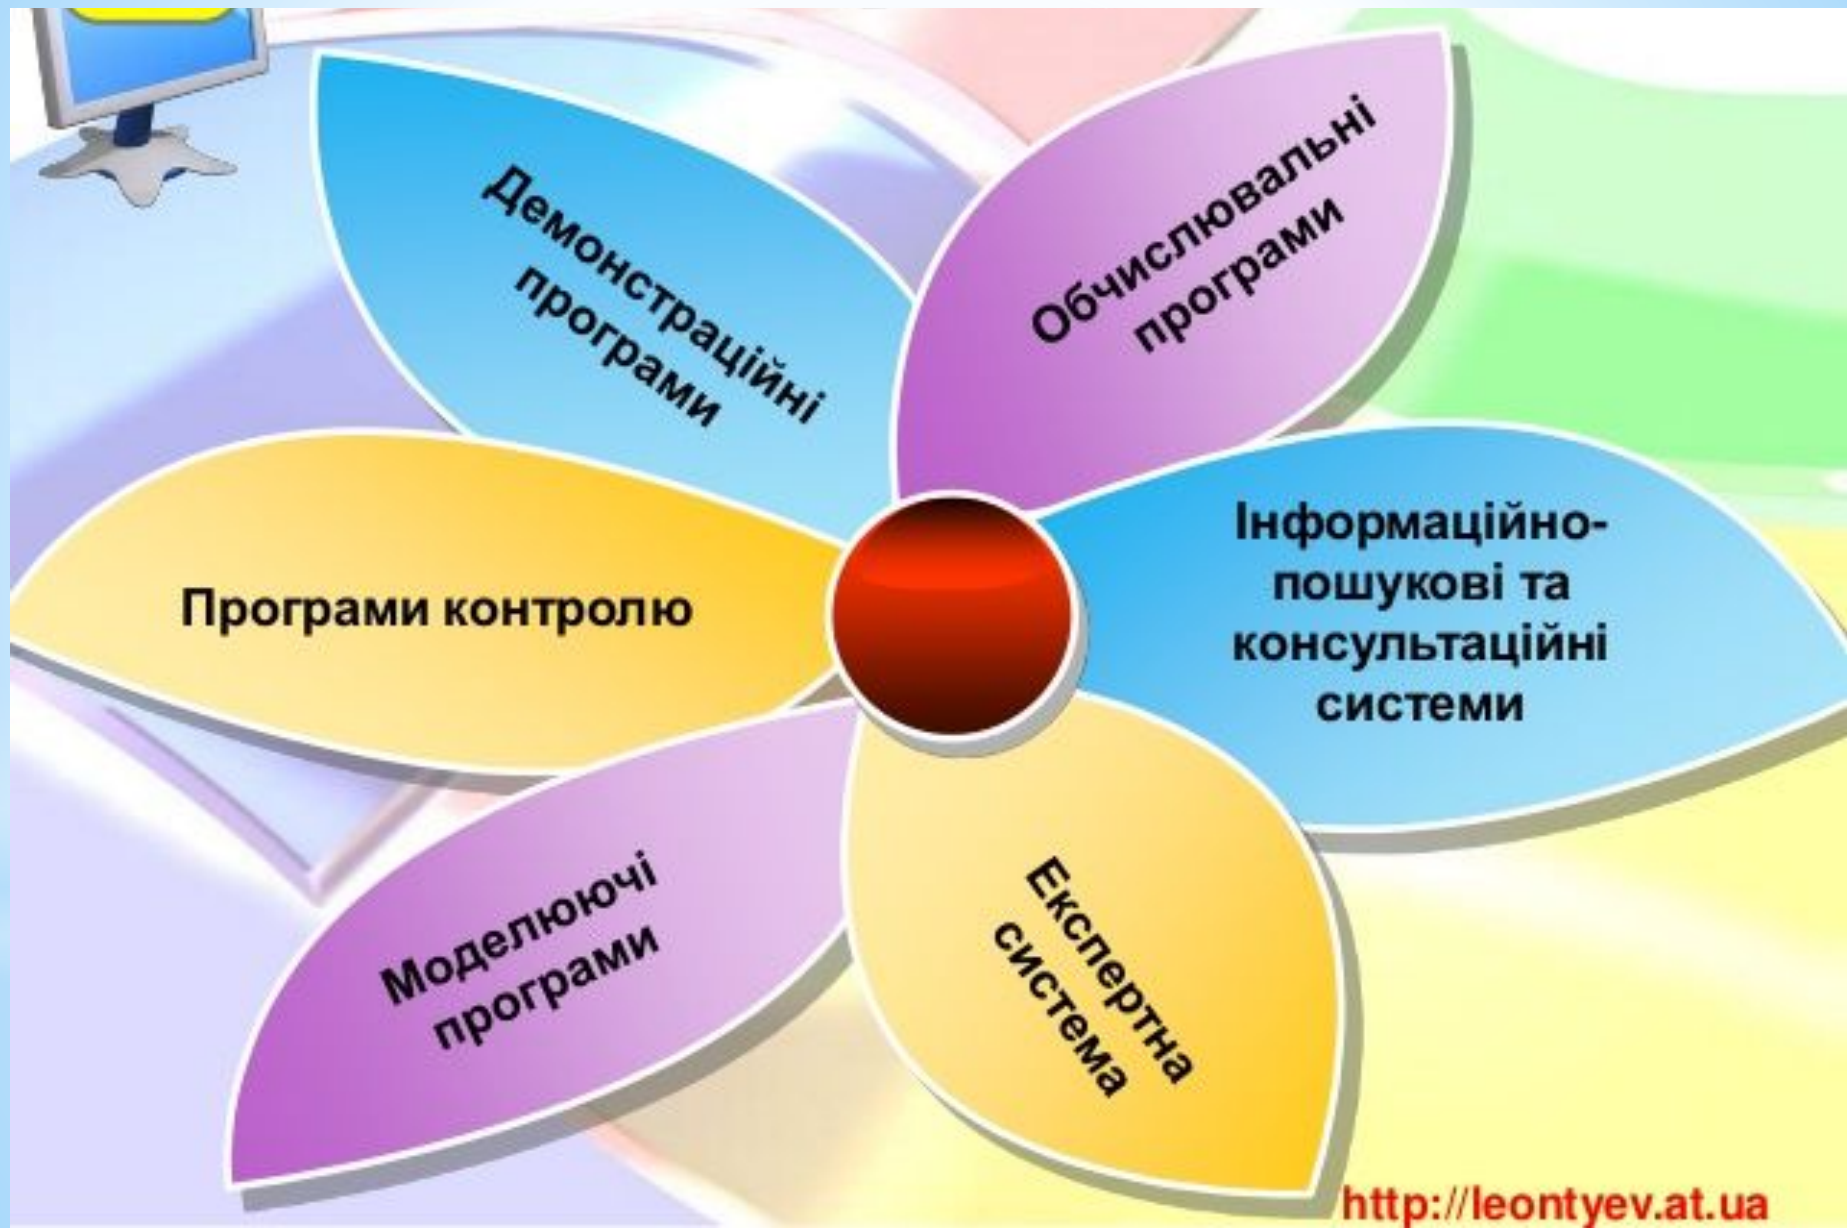 Демонстраційні
програми
Обчислювальні
програми
Програми контролю
Інформаційно-
пошукові та
консультаційні
системи
Моделюючі
програми
Експертна
система
http://leontyev.at.ua